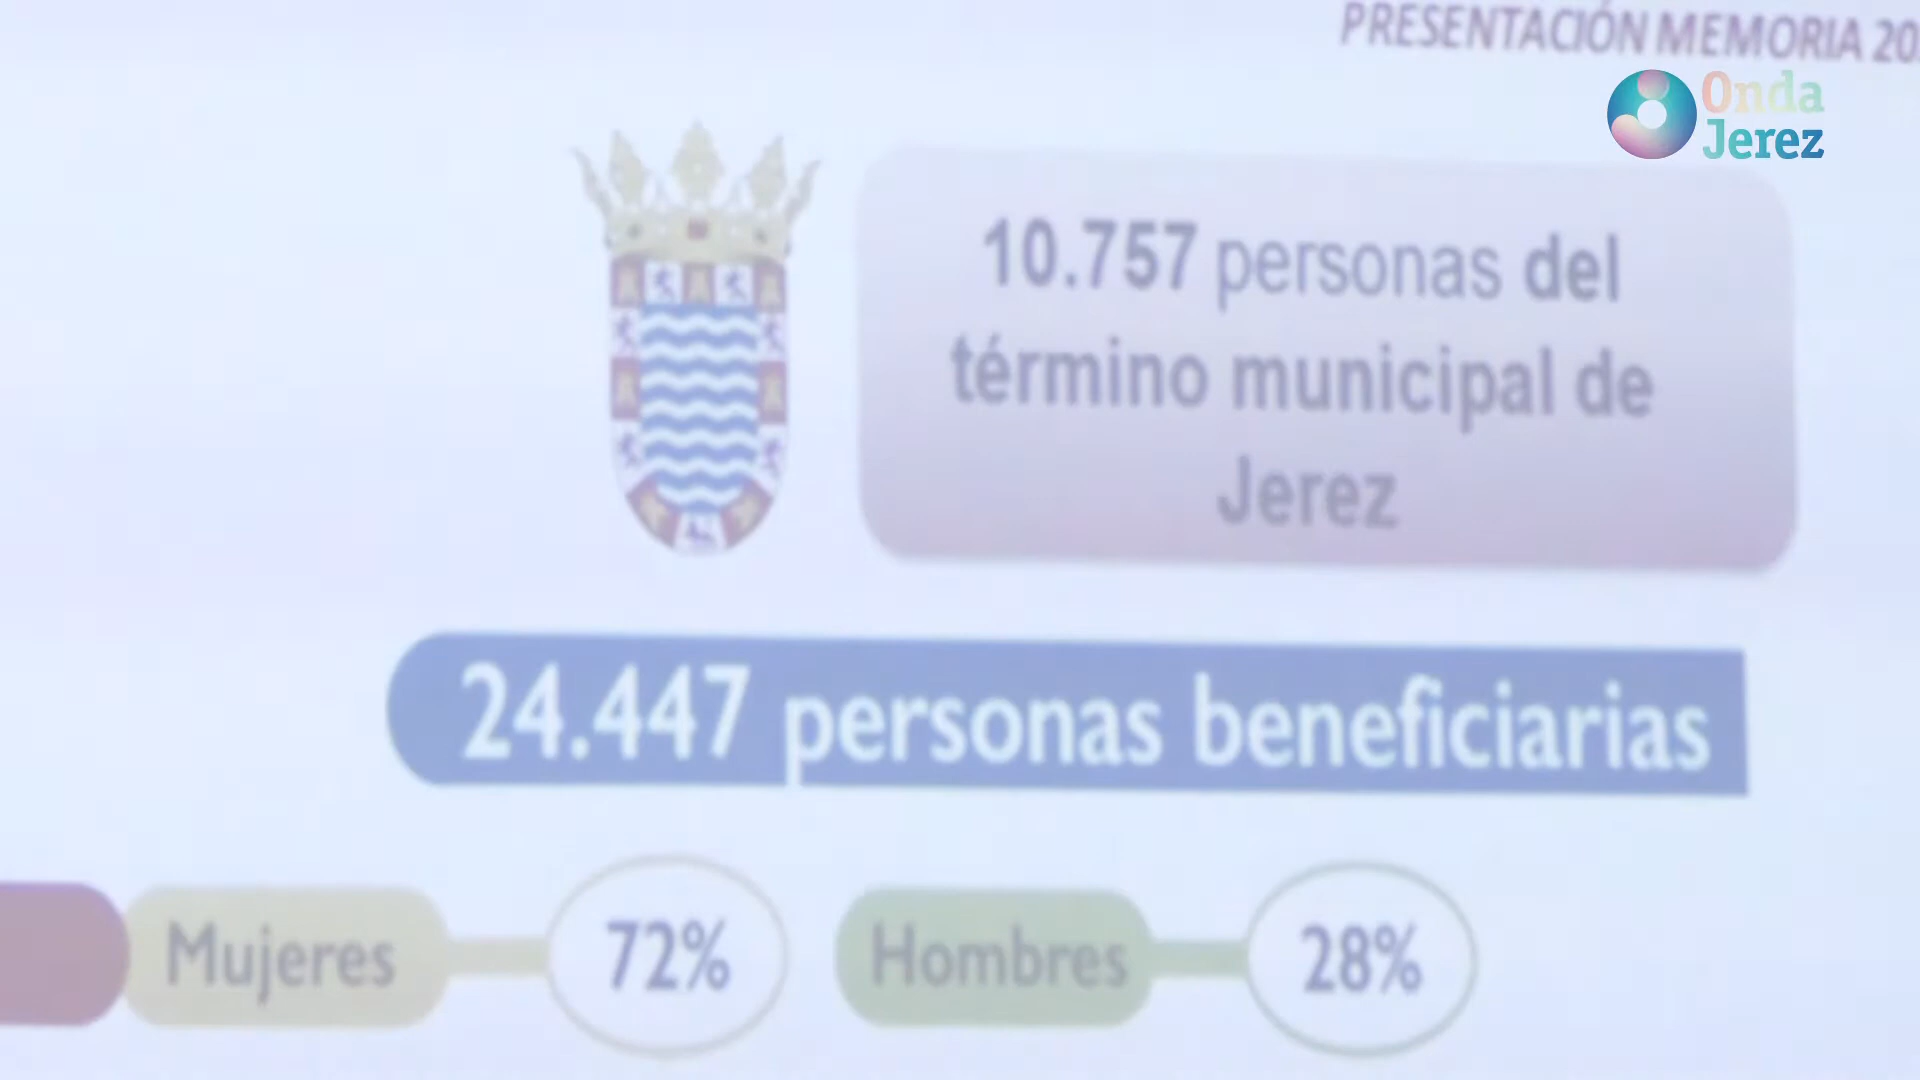 PRESENTACIÓN MEMORIA
Onda
Jerez
10.757 personas del
término municipal de
Jerez
24.447 personas beneficiarias
Mujeres 72% Hombres 28%